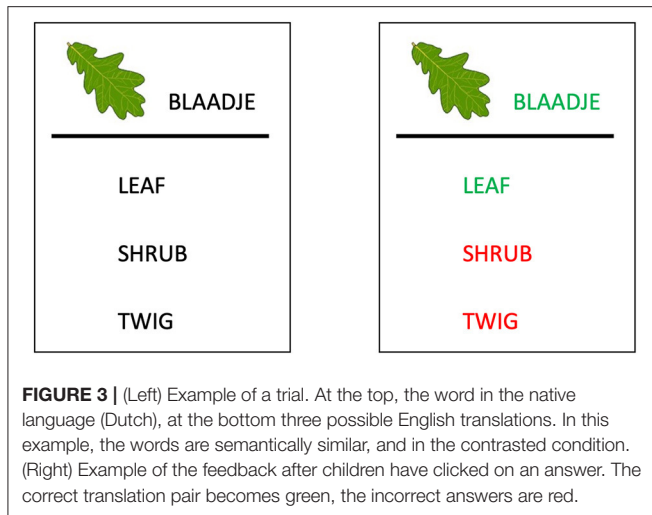 BLAADJE
LEAF
SHRUB
TWIG
BLAADJE
LEAF
SHRUB
TWIG
FIGURE 3 | (Left) Example of a trial. At the top, the word in the native
language (Dutch), at the bottom three possible English translations. In this
example, the words are semantically similar, and in the contrasted condition.
(Right) Example of the feedback after children have clicked on an answer. The
correct translation pair becomes green, the incorrect answers are red.